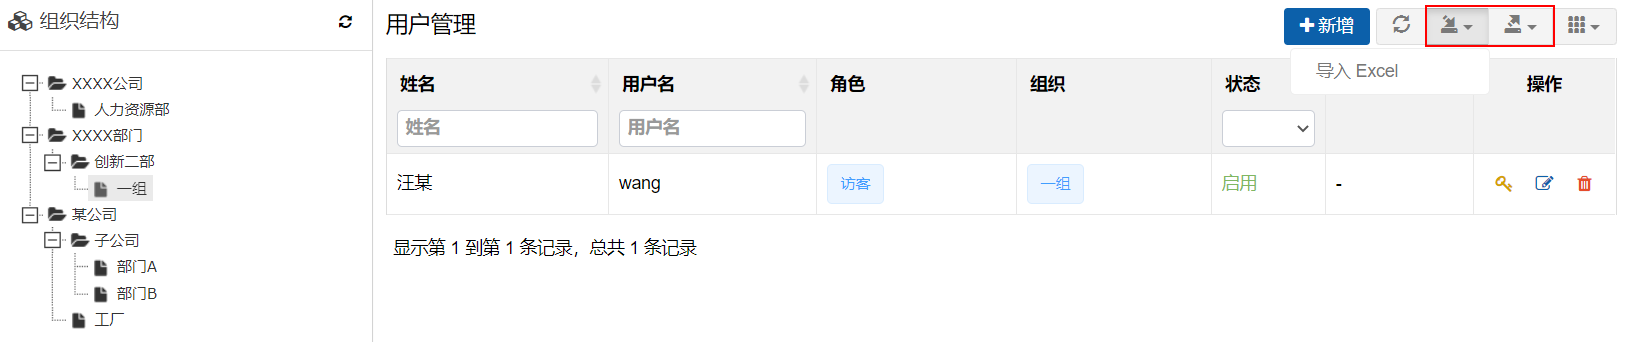 组织结构
XXXX公司
人力资源部
XXXX部门
创新二部
一组
某公司
子公司
部门A
部门B
工厂
用户管理
新增
导入 Excel
姓名 用户名 角色 组织 状态 操作
姓名 用户名
汪某 wang 访客 一组 启用 -
显示第 1 到第 1 条记录，总共 1 条记录